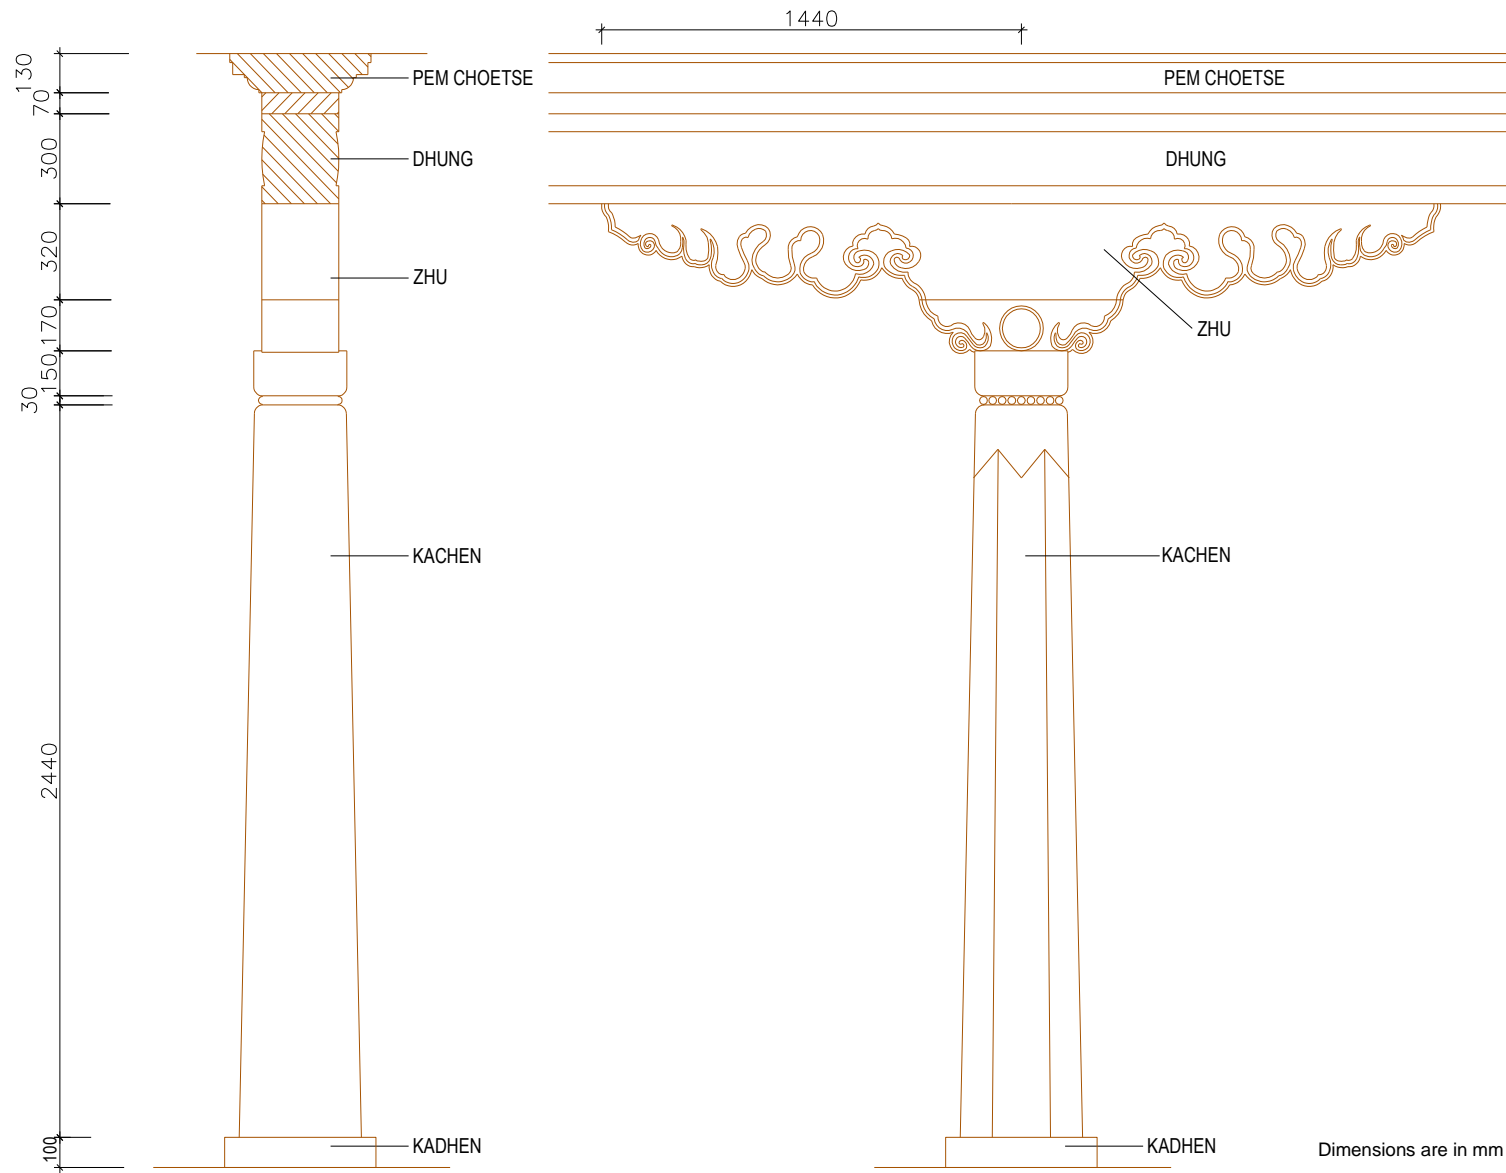 1440
130
PEM CHOETSE
PEM CHOETSE
70
300
DHUNG
DHUNG
320
ZHU
170
ZHU
150
30
KACHEN
KACHEN
2440
100
KADHEN
KADHEN
Dimensions are in mm